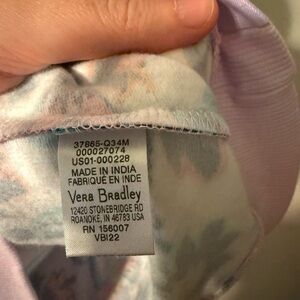 37865-Q34M
000027074
US01-000228
MADE IN INDIA
FABRIQUÉ EN INDE
Vera Bradley
12420 STONEBRIDGE RD
ROANOKE, IN 46783 USA
RN 156007
VBI22